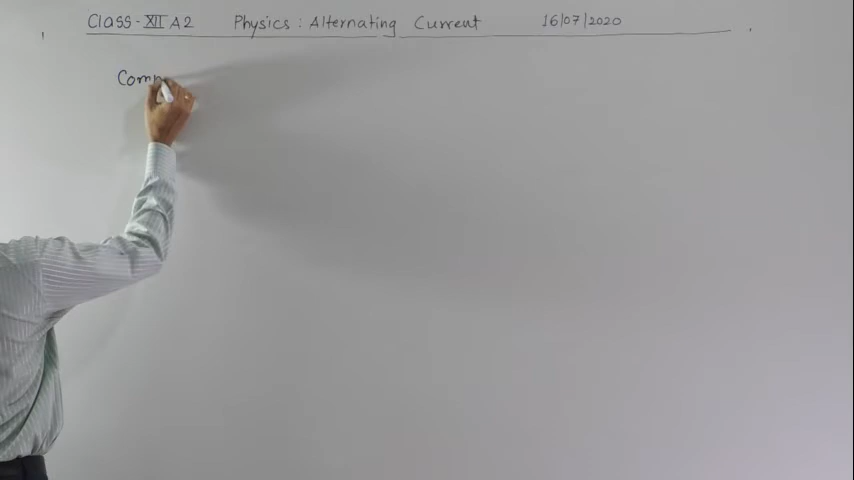 Class - XII A2 Physics : Alternating Current 16/07/2020
Comp